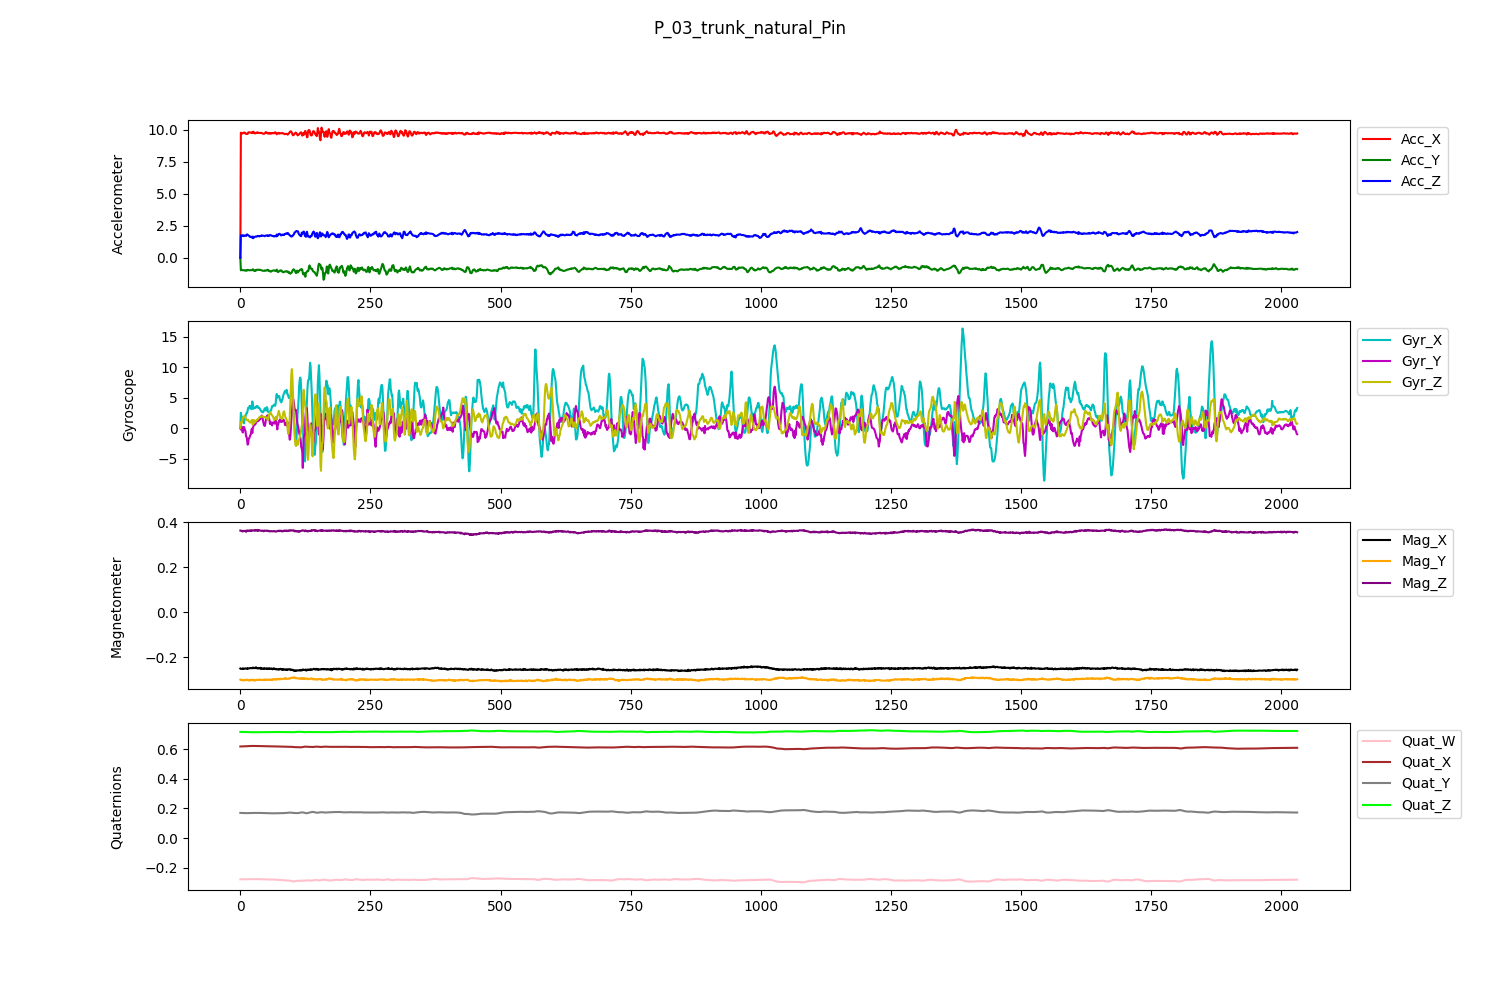 P_03_trunk_natural_Pin
Accelerometer
10.0
7.5
5.0
2.5
0.0
0 250 500 750 1000 1250 1500 1750 2000
Acc_X
Acc_Y
Acc_Z
Gyroscope
15
10
5
0
−5
0 250 500 750 1000 1250 1500 1750 2000
Gyr_X
Gyr_Y
Gyr_Z
Magnetometer
0.4
0.2
0.0
−0.2
0 250 500 750 1000 1250 1500 1750 2000
Mag_X
Mag_Y
Mag_Z
Quaternions
0.6
0.4
0.2
0.0
−0.2
0 250 500 750 1000 1250 1500 1750 2000
Quat_W
Quat_X
Quat_Y
Quat_Z